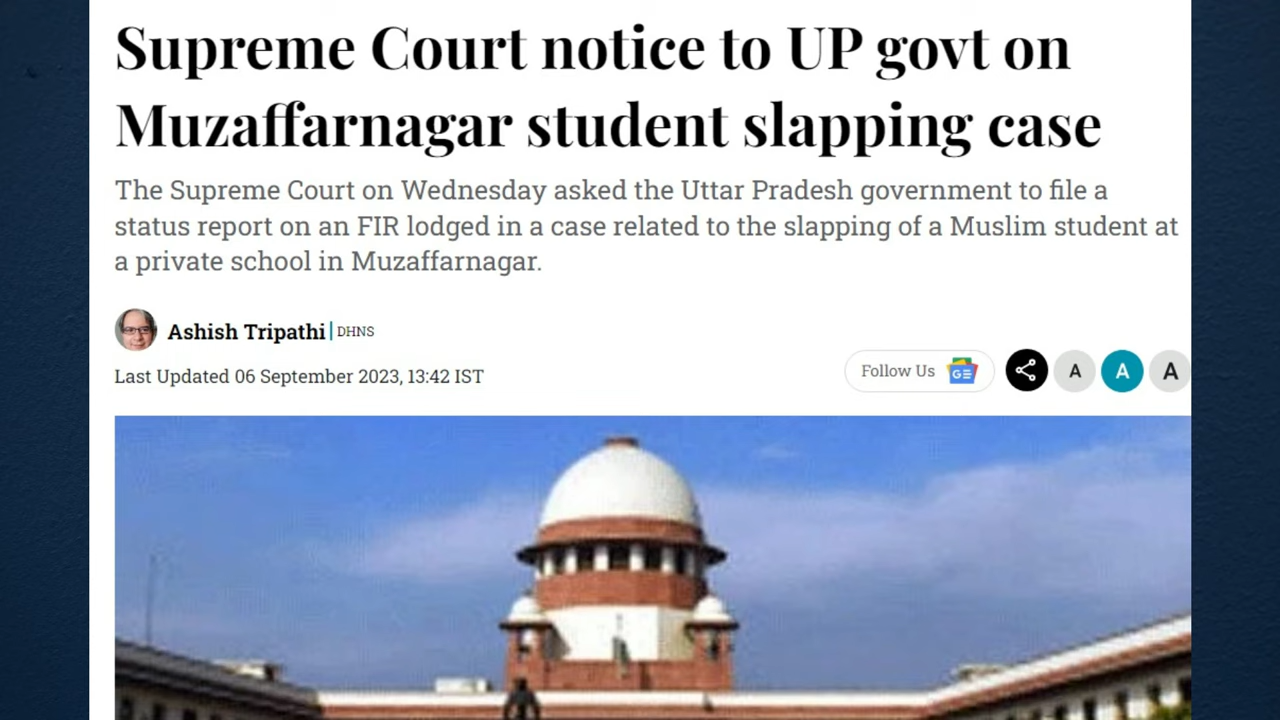 Supreme Court notice to UP govt on
Muzaffarnagar student slapping case
The Supreme Court on Wednesday asked the Uttar Pradesh government to file a
status report on an FIR lodged in a case related to the slapping of a Muslim student at
a private school in Muzaffarnagar.
Ashish Tripathi | DHNS
Last Updated 06 September 2023, 13:42 IST
Follow Us GE A A A